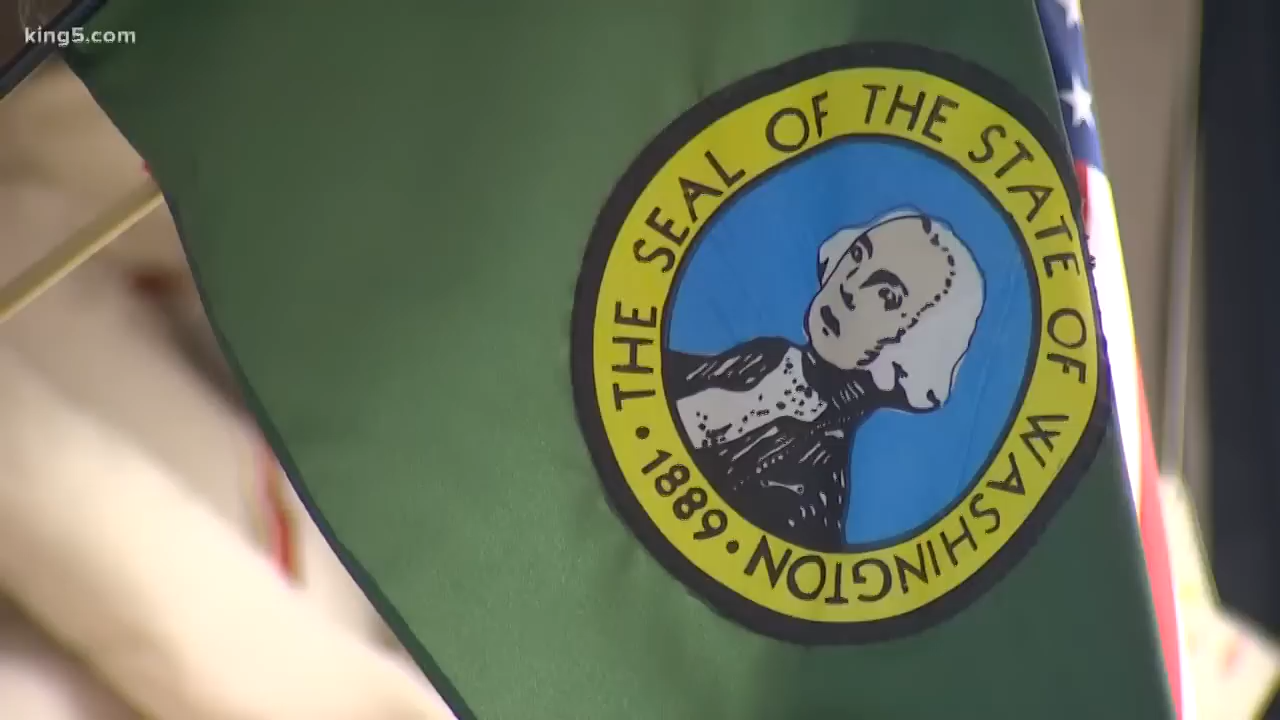 king5.com
THE SEAL OF THE STATE OF WASHINGTON
• 1889 •